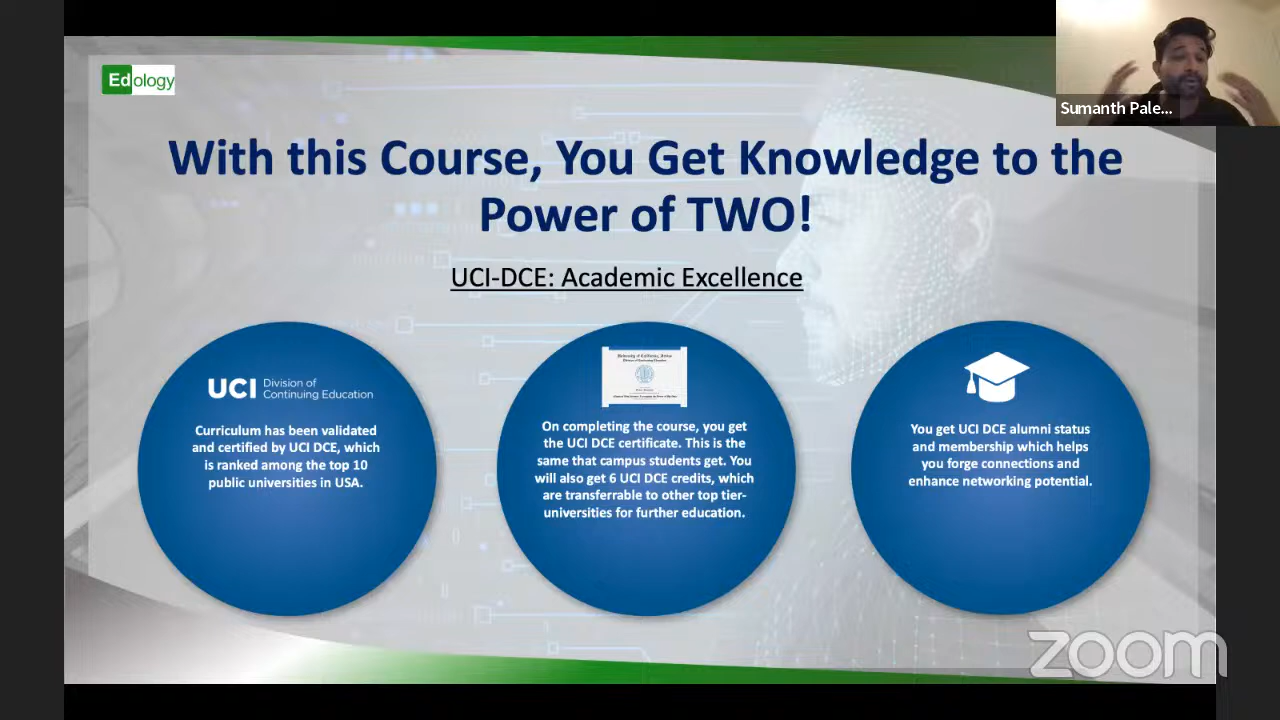 Edology
Sumanth Pale...
With this Course, You Get Knowledge to the
Power of TWO!
UCI-DCE: Academic Excellence
UCI Division of
Continuing Education
Curriculum has been validated
and certified by UCI DCE, which
is ranked among the top 10
public universities in USA.
On completing the course, you get
the UCI DCE certificate. This is the
same that campus students get. You
will also get 6 UCI DCE credits, which
are transferrable to other top tier-
universities for further education.
You get UCI DCE alumni status
and membership which helps
you forge connections and
enhance networking potential.
zoom